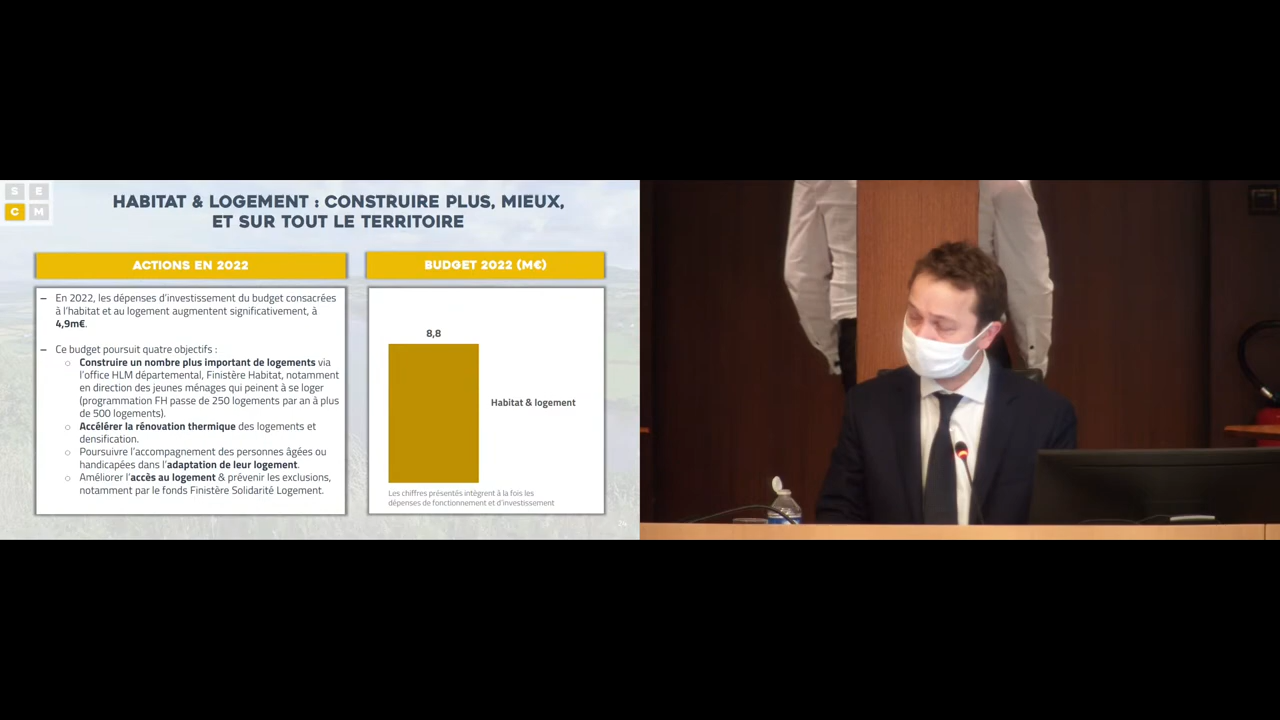 S E
C M
HABITAT & LOGEMENT : CONSTRUIRE PLUS, MIEUX,
ET SUR TOUT LE TERRITOIRE
ACTIONS EN 2022
– En 2022, les dépenses d'investissement du budget consacrées
à l'habitat et au logement augmentent significativement, à
4,9m€.
– Ce budget poursuit quatre objectifs :
○ Construire un nombre plus important de logements via
l'office HLM départemental, Finistère Habitat, notamment
en direction des jeunes ménages qui peinent à se loger
(programmation FH passe de 250 logements par an à plus
de 500 logements).
○ Accélérer la rénovation thermique des logements et
densification.
○ Poursuivre l'accompagnement des personnes âgées ou
handicapées dans l'adaptation de leur logement.
○ Améliorer l'accès au logement & prévenir les exclusions,
notamment par le fonds Finistère Solidarité Logement.
BUDGET 2022 (M€)
8,8
Habitat & logement
Les chiffres présentés intègrent à la fois les
dépenses de fonctionnement et d'investissement
24